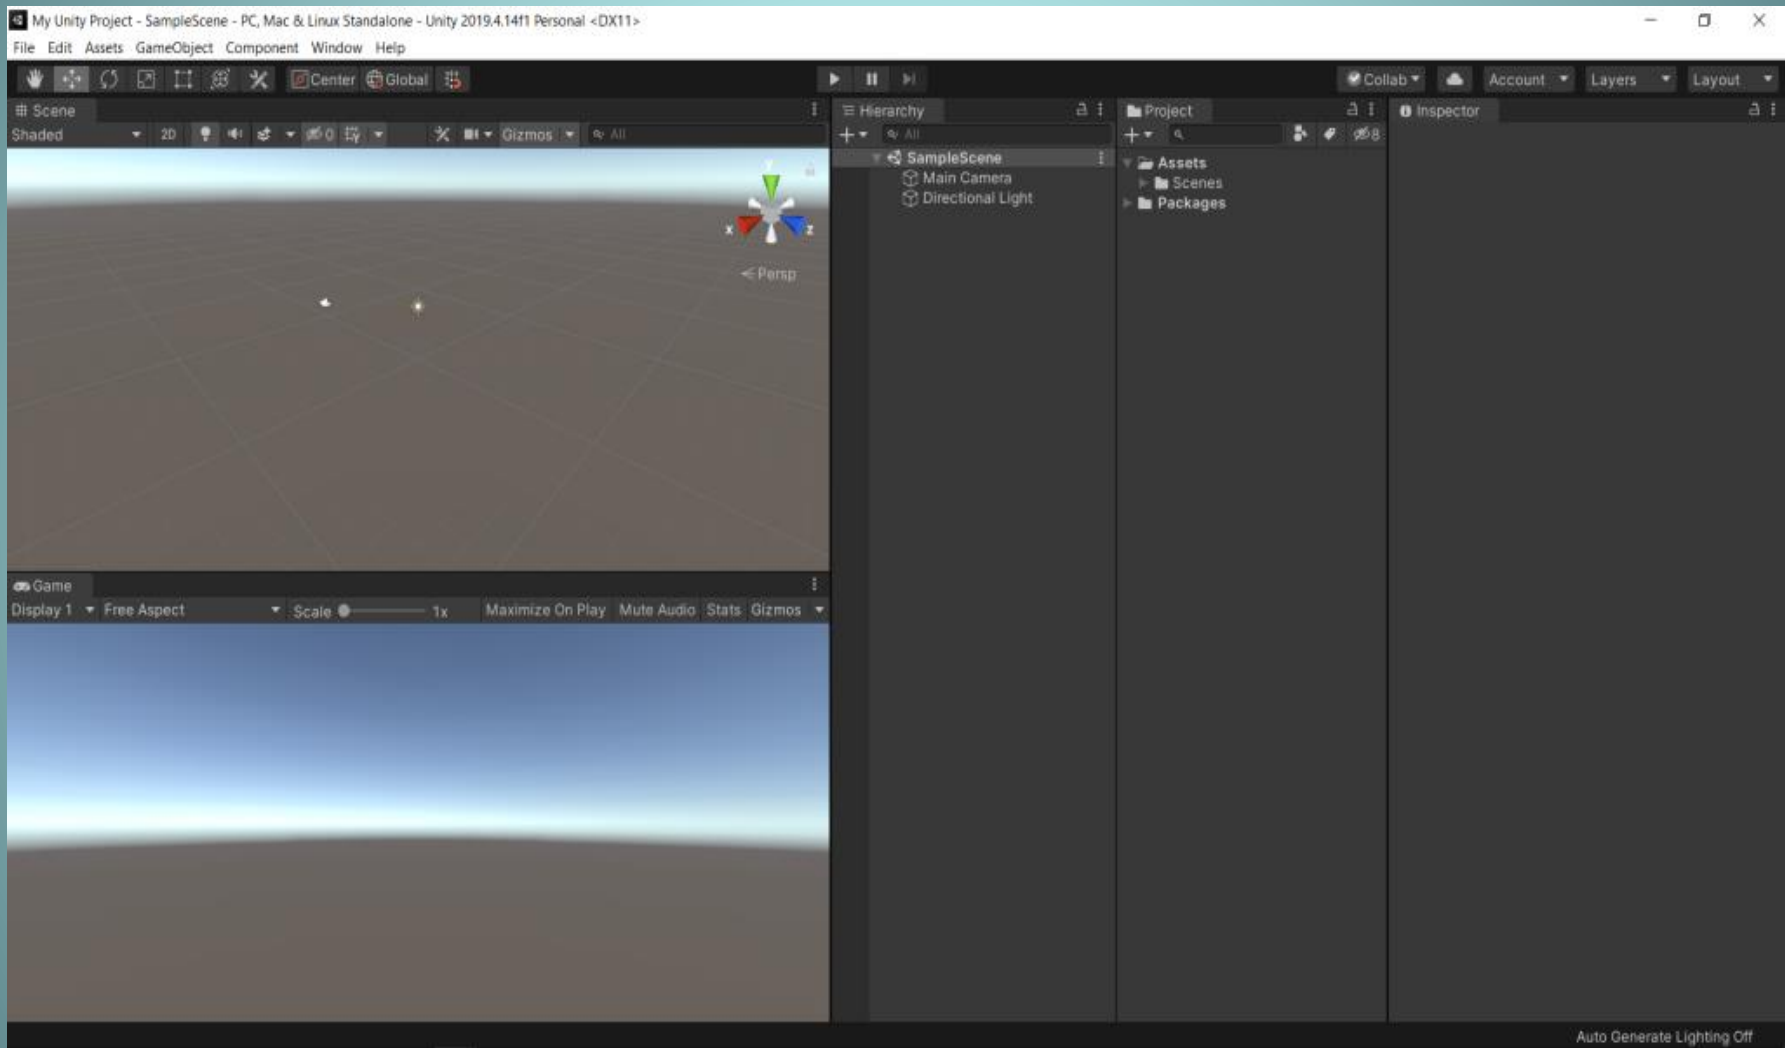 My Unity Project - SampleScene - PC, Mac & Linux Standalone - Unity 2019.4.14f1 Personal <DX11>
File Edit Assets GameObject Component Window Help
Center Global Collab Account Layers Layout
Scene
Shaded 2D 0 Gizmos All
y
x z
Persp
Game
Display 1 Free Aspect Scale 1x Maximize On Play Mute Audio Stats Gizmos
Hierarchy
All
SampleScene
Main Camera
Directional Light
Project
8
Assets
Scenes
Packages
Inspector
Auto Generate Lighting Off